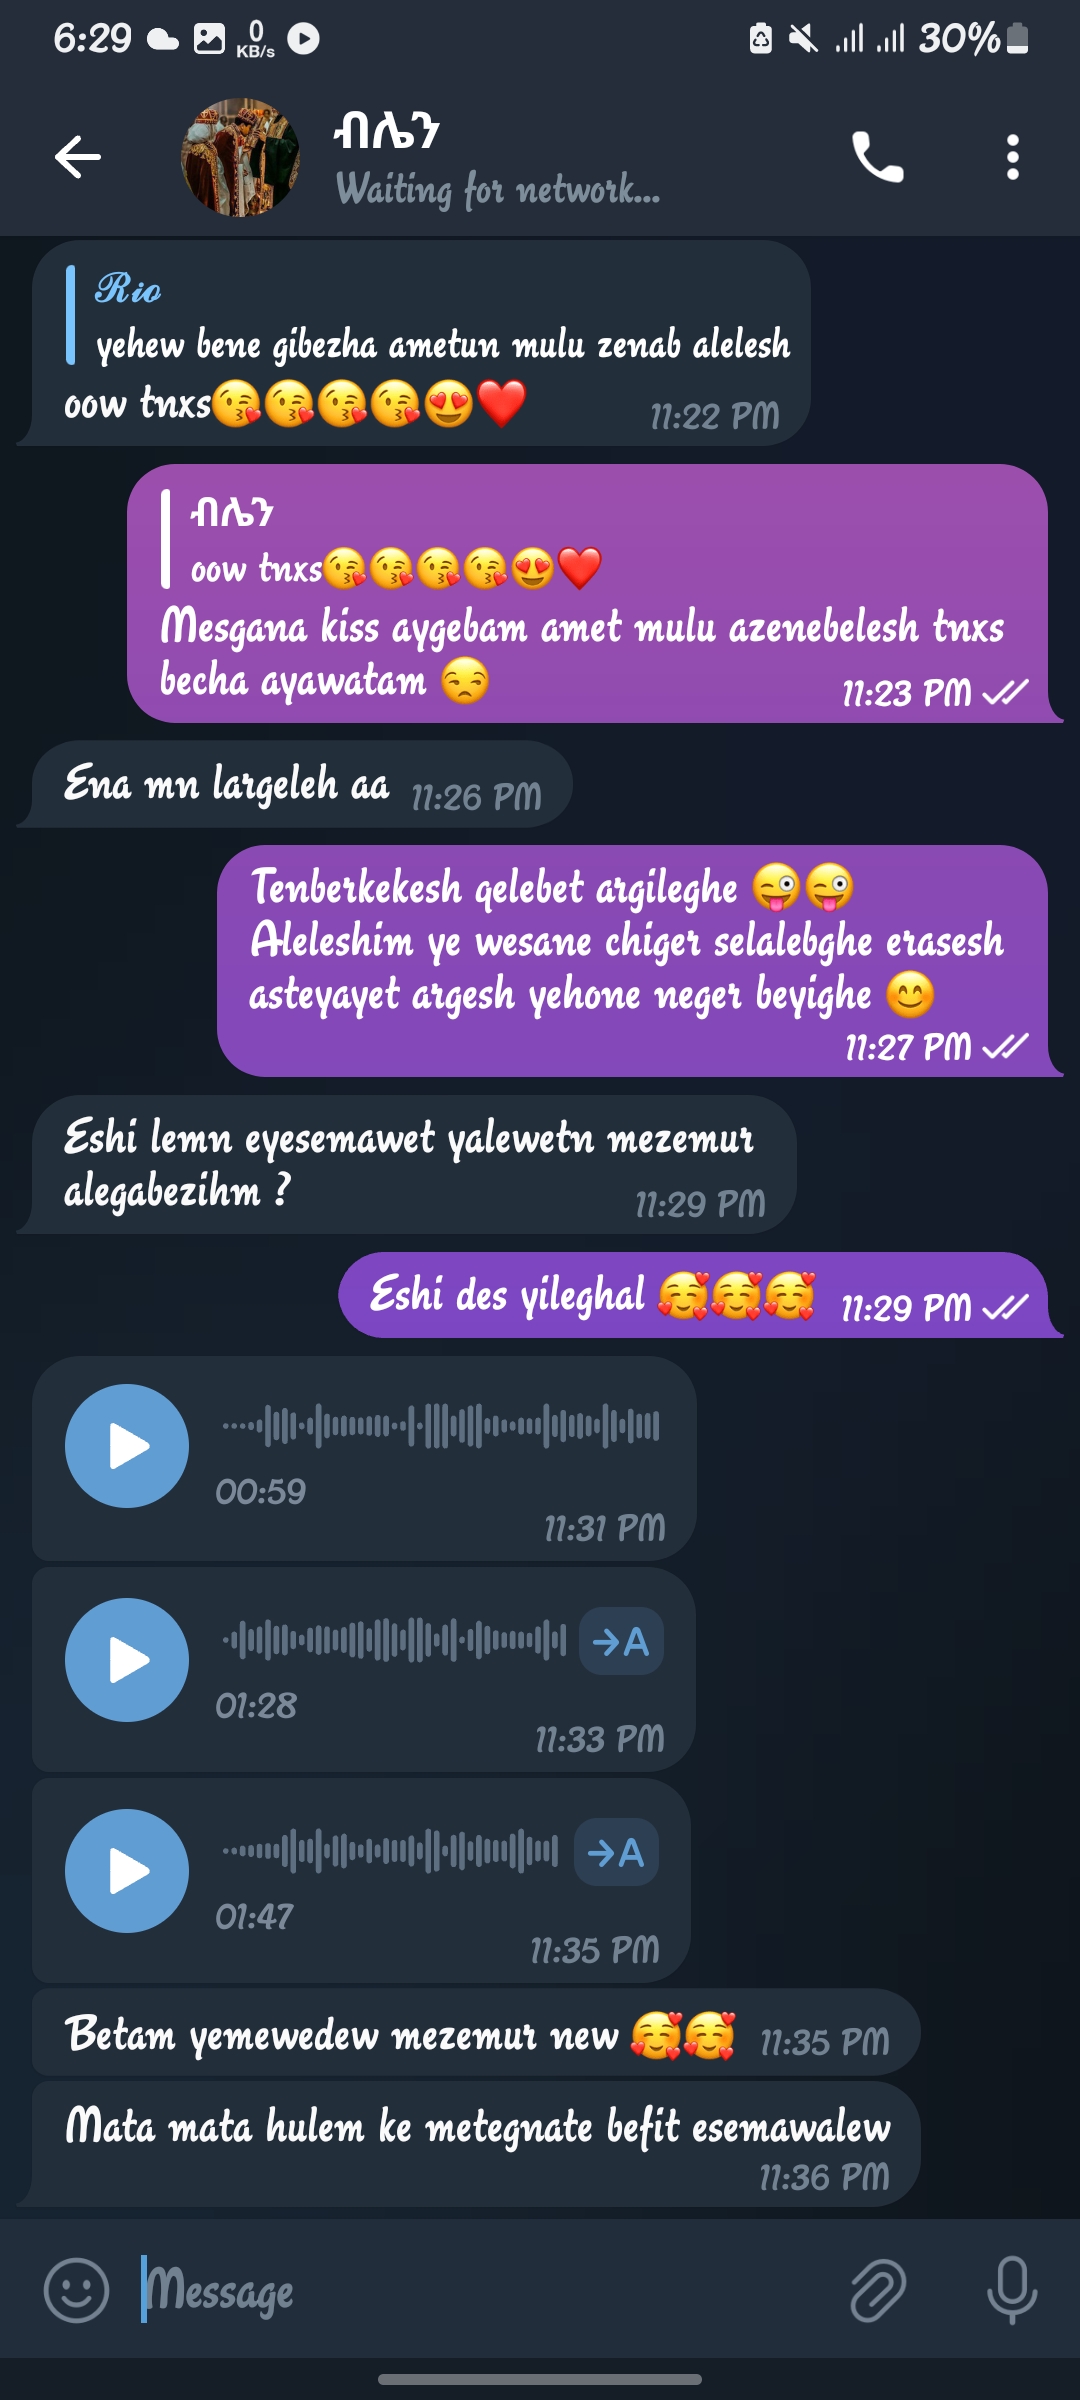 6:29
0
KB/s
30%
ብሌን
Waiting for network...
Rio
yehew bene gibezha ametun mulu zenab alelesh
oow tnxs😘😘😘😘😍❤️
11:22 PM
ብሌን
oow tnxs😘😘😘😘😍❤️
Mesgana kiss aygebam amet mulu azenebelesh tnxs
becha ayawatam 😒
11:23 PM
Ena mn largeleh aa
11:26 PM
Tenberkekesh qelebet argileghe 😜😜
Aleleshim ye wesane chiger selalebghe erasesh
asteyayet argesh yehone neger beyighe 😊
11:27 PM
Eshi lemn eyesemawet yalewetn mezemur
alegabezihm ?
11:29 PM
Eshi des yileghal 🥰🥰🥰
11:29 PM
00:59
11:31 PM
→A
01:28
11:33 PM
→A
01:47
11:35 PM
Betam yemewedew mezemur new 🥰🥰
11:35 PM
Mata mata hulem ke metegnate befit esemawalew
11:36 PM
Message